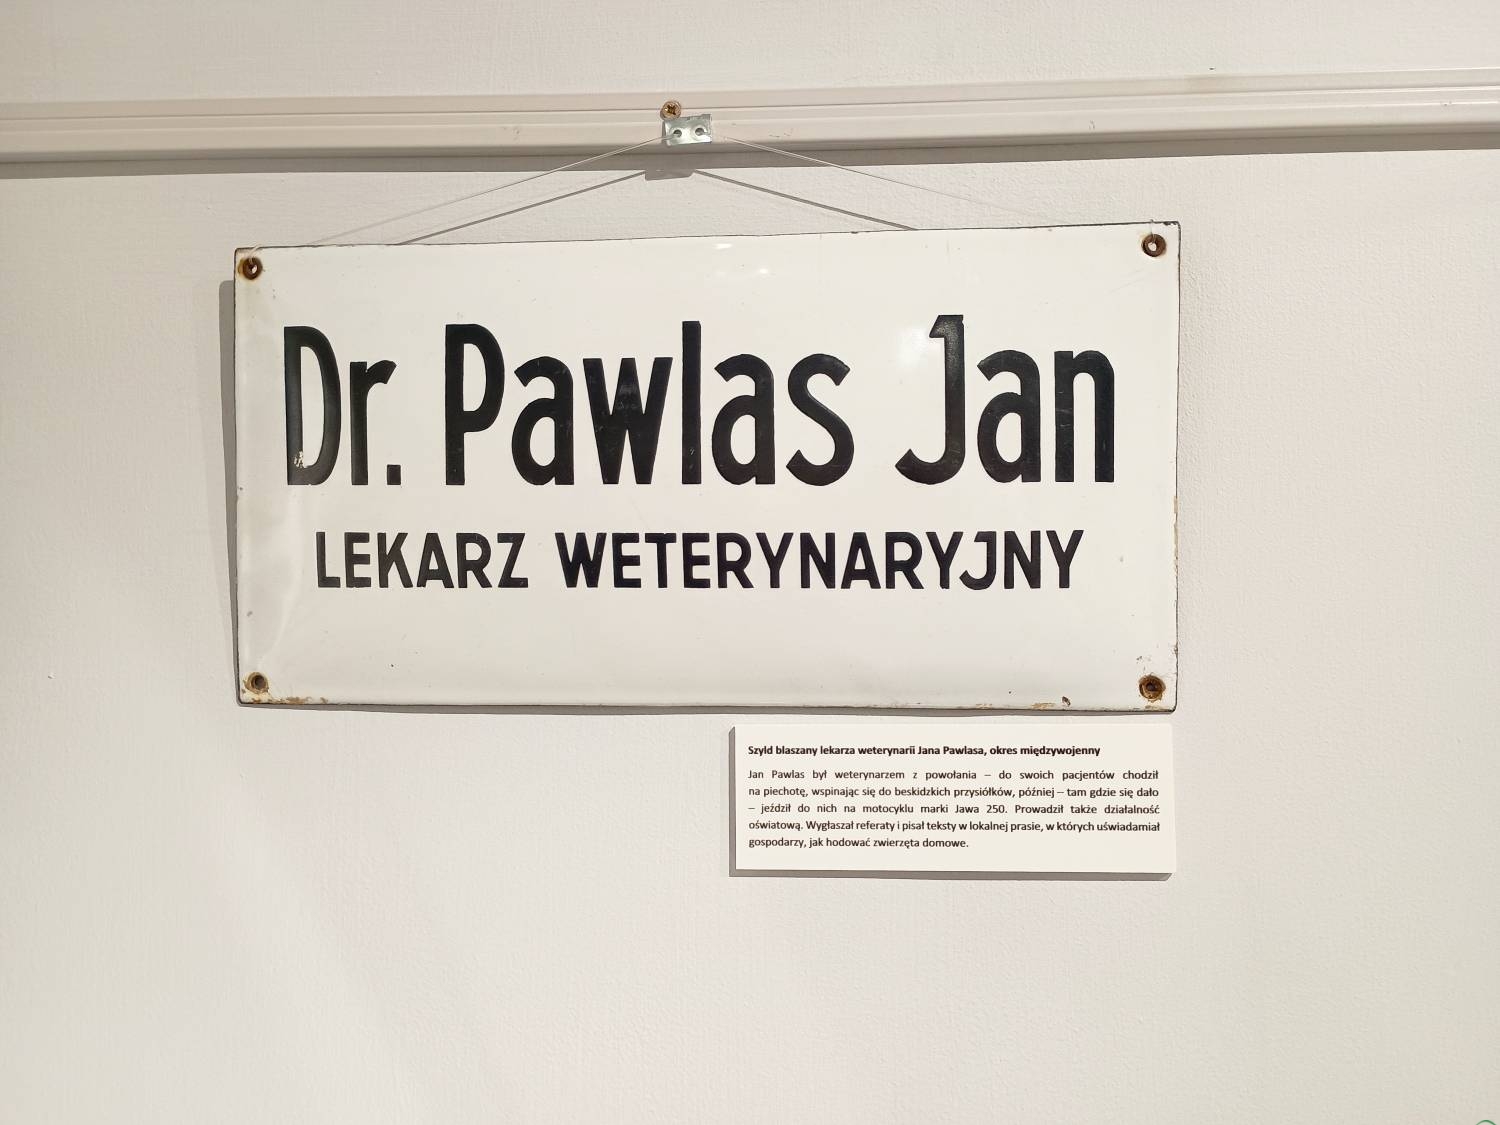 Dr. Pawlas Jan
LEKARZ WETERYNARYJNY
Szyld blaszany lekarza weterynarii Jana Pawlasa, okres międzywojenny
Jan Pawlas był weterynarzem z powołania – do swoich pacjentów chodził
na piechotę, wspinając się do beskidzkich przysiółków, później – tam gdzie się dało
– jeździł do nich na motocyklu marki Jawa 250. Prowadził także działalność
oświatową. Wygłaszał referaty i pisał teksty w lokalnej prasie, w których uświadamiał
gospodarzy, jak hodować zwierzęta domowe.